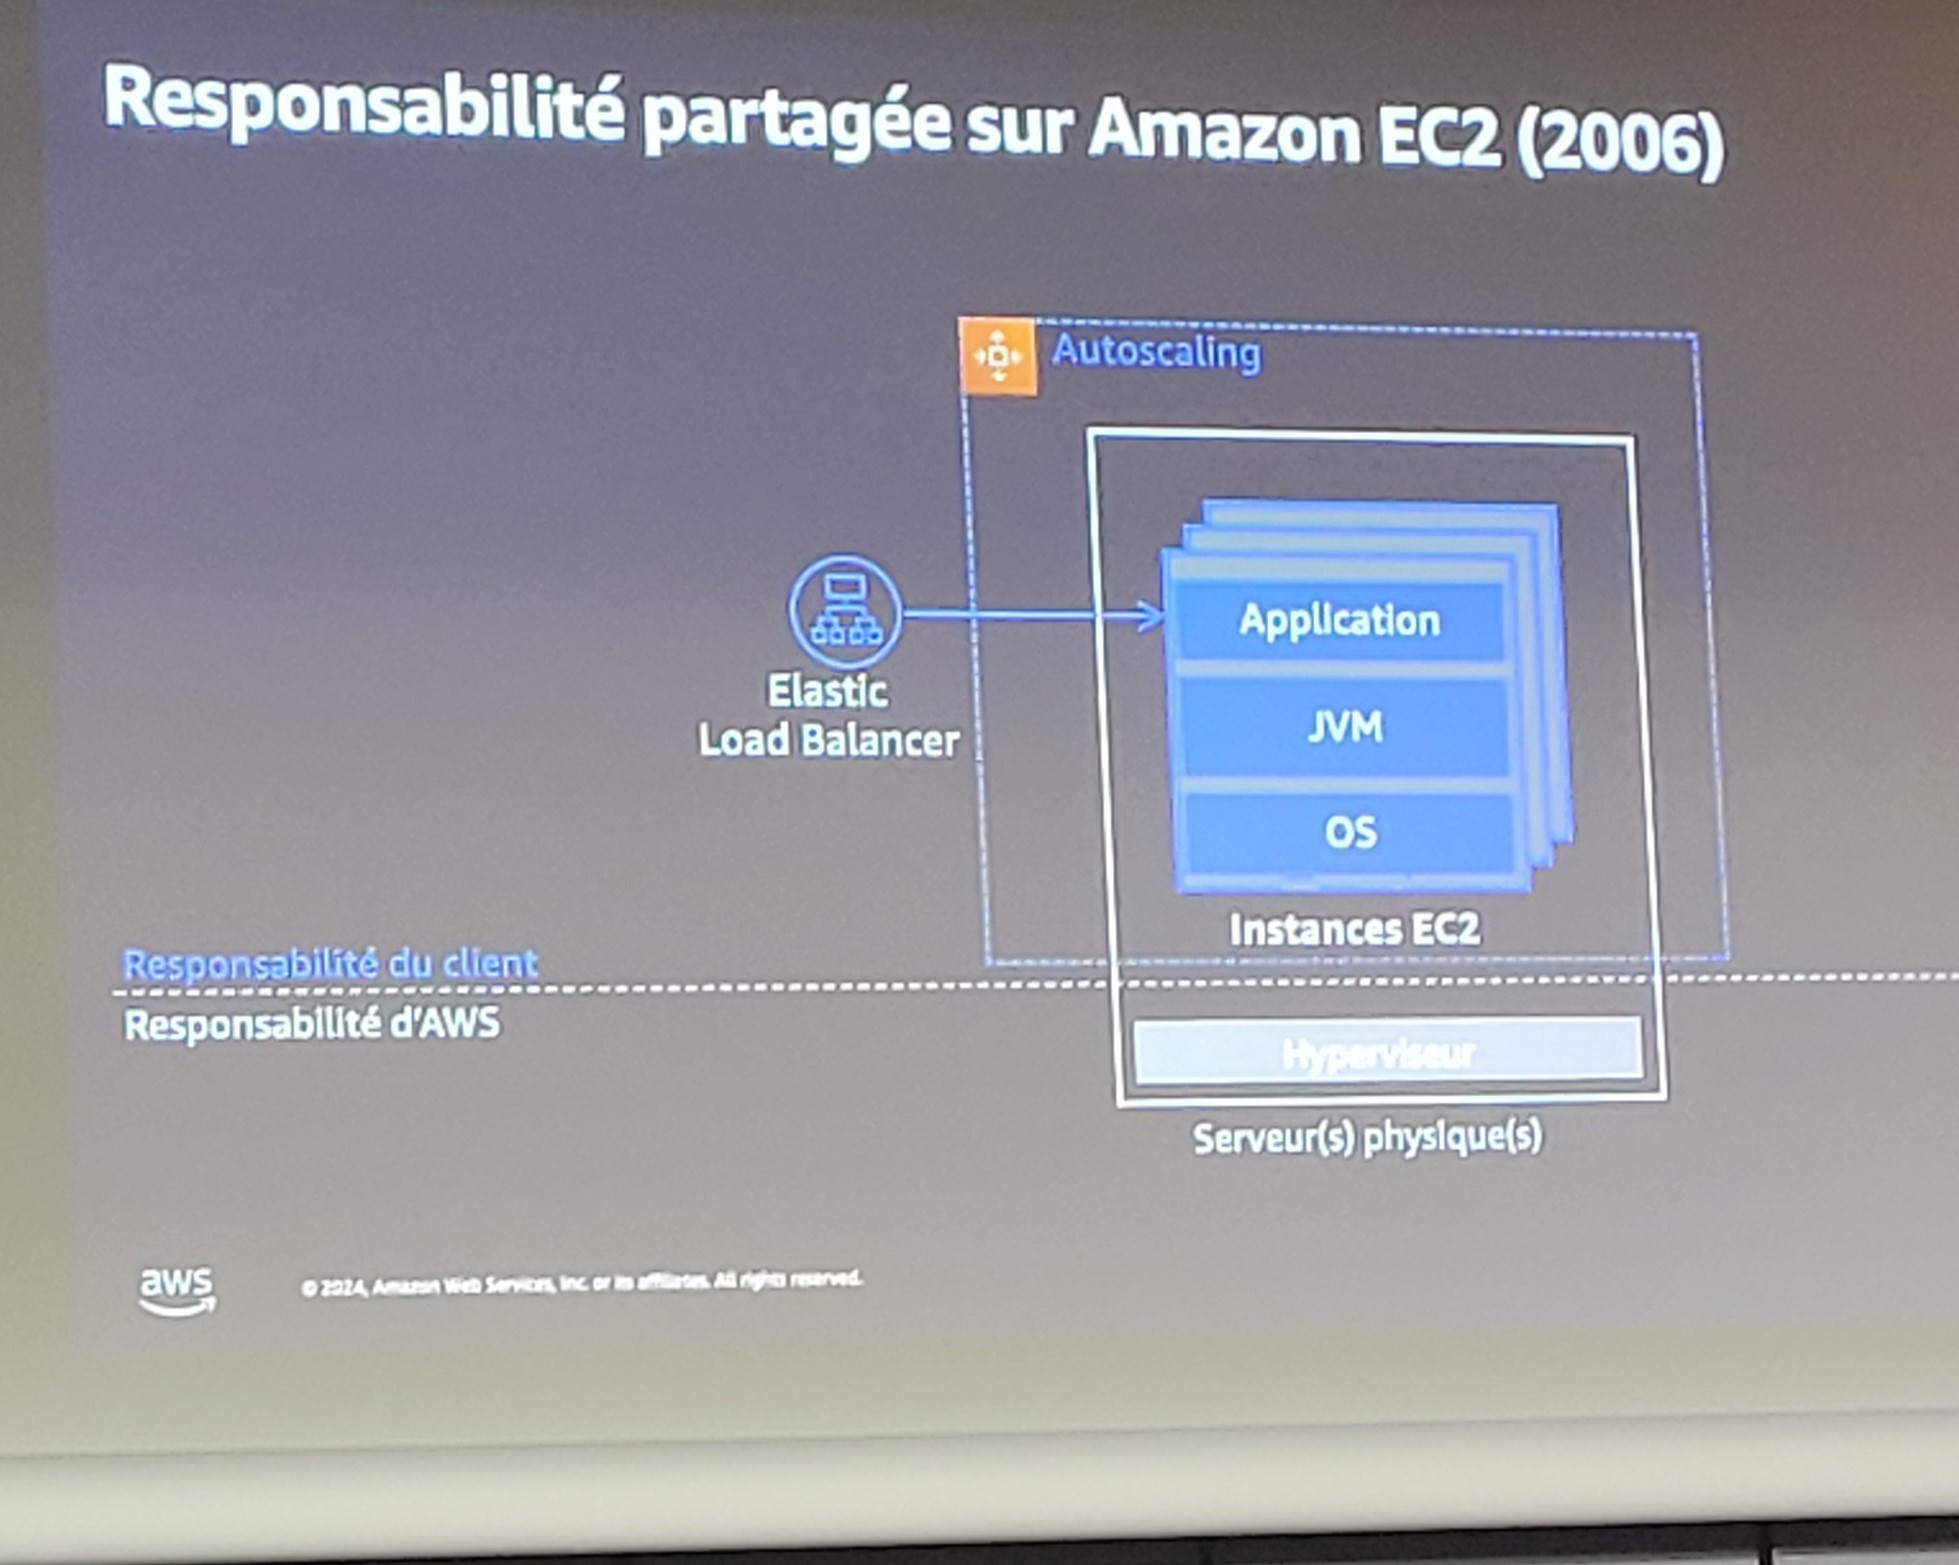 Responsabilité partagée sur Amazon EC2 (2006)
Autoscaling
Application
JVM
OS
Elastic
Load Balancer
Instances EC2
Responsabilité du client
Responsabilité d'AWS
Hyperviseur
Serveur(s) physique(s)
aws
© 2024, Amazon Web Services, Inc. or its affiliates. All rights reserved.